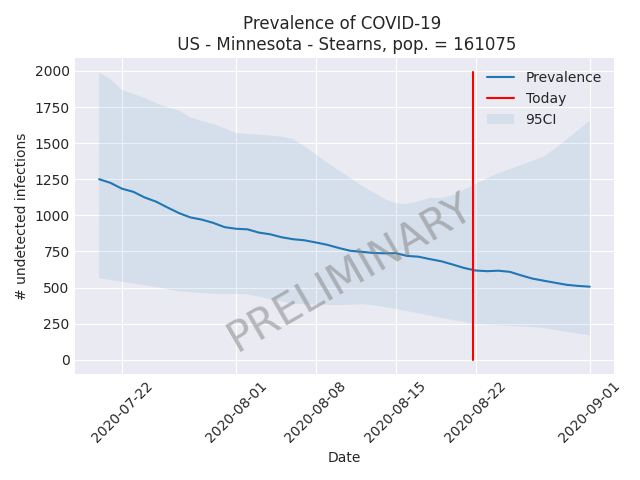 Prevalence of COVID-19
US - Minnesota - Stearns, pop. = 161075
2000
1750
1500
1250
1000
750
500
250
0
# undetected infections
Prevalence
Today
95CI
PRELIMINARY
2020-07-22
2020-08-01
2020-08-08
2020-08-15
2020-08-22
2020-09-01
Date